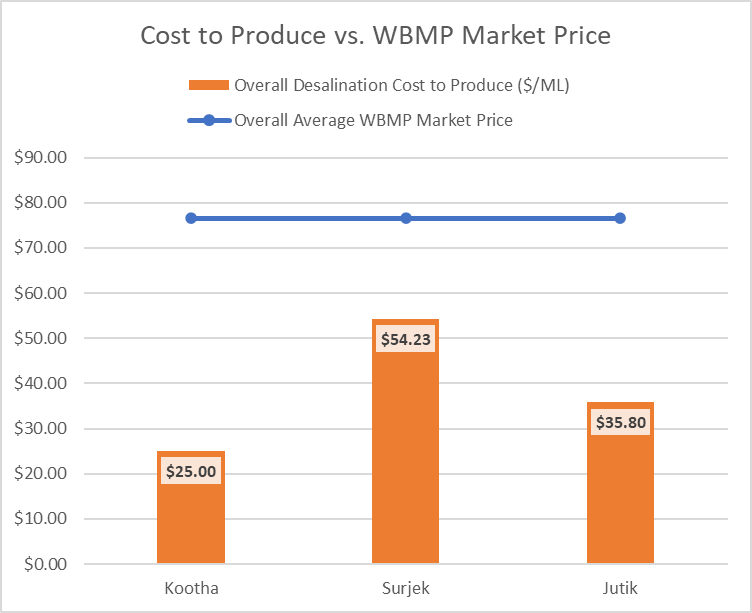 Cost to Produce vs. WBMP Market Price
Overall Desalination Cost to Produce ($/ML)
Overall Average WBMP Market Price
$90.00
$80.00
$70.00
$60.00
$50.00
$40.00
$30.00
$20.00
$10.00
$0.00
$25.00
$54.23
$35.80
Kootha
Surjek
Jutik